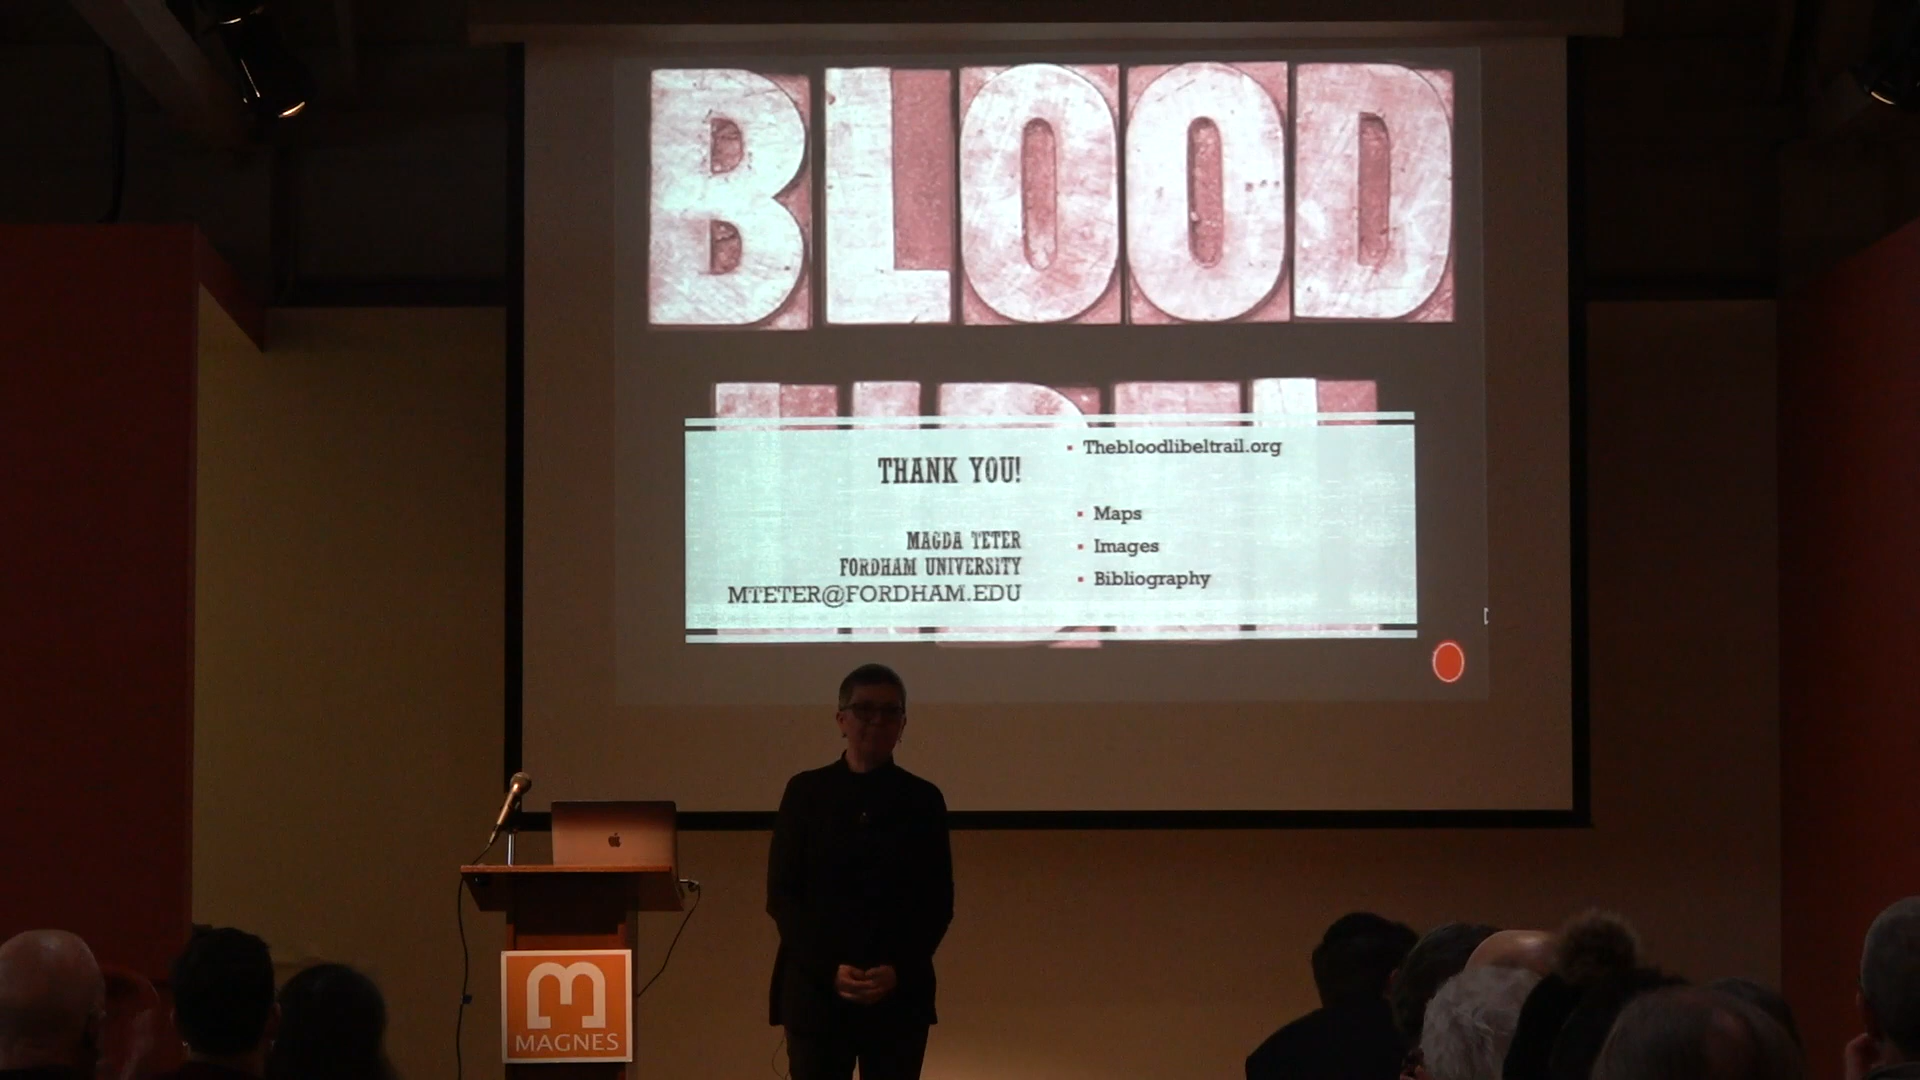 BLOOD
THANK YOU!
MAGDA TETER
FORDHAM UNIVERSITY
MTETER@FORDHAM.EDU
▪ Thebloodlibeltrail.org
▪ Maps
▪ Images
▪ Bibliography
MAGNES